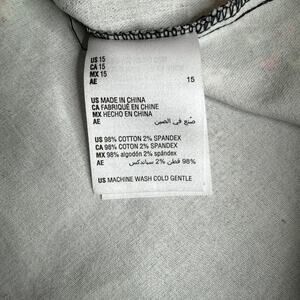 US 15
CA 15
MX 15
AE 15
US MADE IN CHINA
CA FABRIQUÉ EN CHINE
MX HECHO EN CHINA
AE صنع في الصين
US 98% COTTON 2% SPANDEX
CA 98% COTON 2% SPANDEX
MX 98% algodón 2% spándex
AE 98% قطن 2% سباندكس
US MACHINE WASH COLD GENTLE